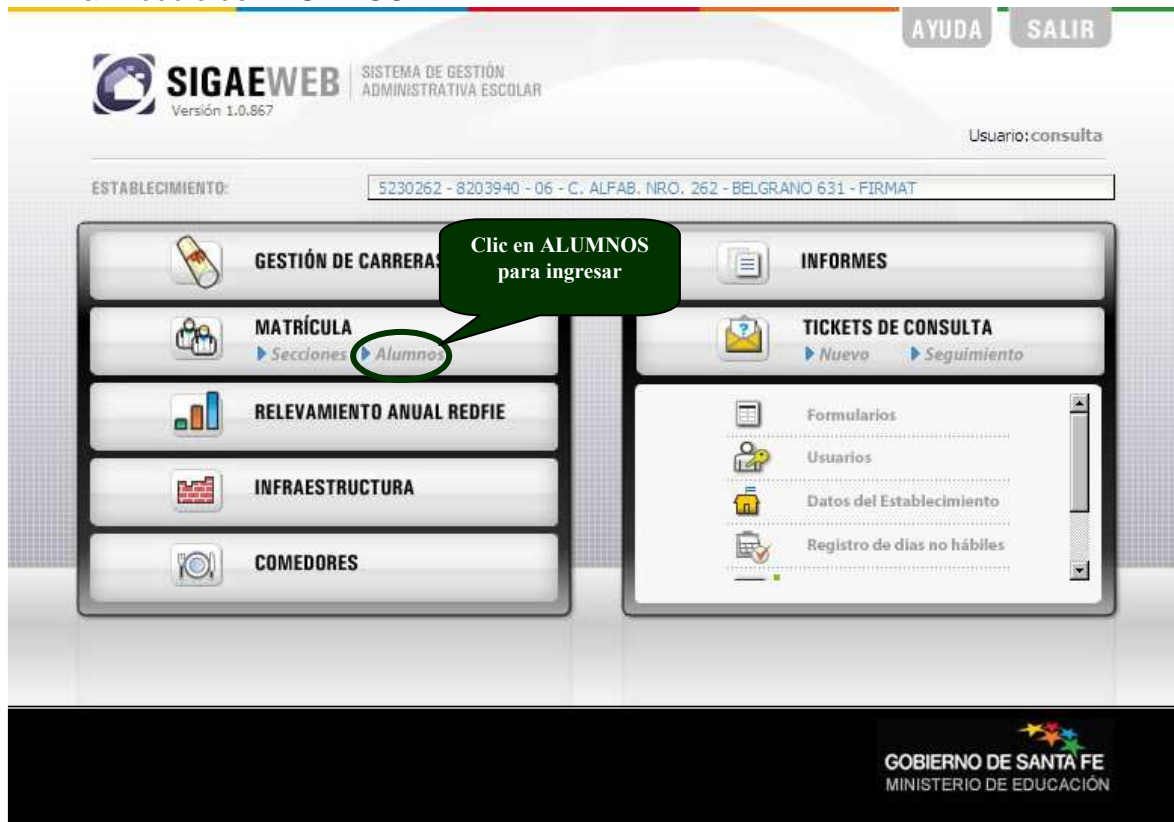 AYUDA SALIR
SIGAEWEB
SISTEMA DE GESTIÓN
ADMINISTRATIVA ESCOLAR
Versión 1.0.867
Usuario:consulta
ESTABLECIMIENTO:
5230262 - 8203940 - 06 - C. ALFAB. NRO. 262 - BELGRANO 631 - FIRMAT
GESTIÓN DE CARRERAS
Clic en ALUMNOS
para ingresar
MATRÍCULA
Secciones Alumnos
RELEVAMIENTO ANUAL REDFIE
INFRAESTRUCTURA
COMEDORES
INFORMES
TICKETS DE CONSULTA
Nuevo Seguimiento
Formularios
Usuarios
Datos del Establecimiento
Registro de dias no hábiles
GOBIERNO DE SANTA FE
MINISTERIO DE EDUCACIÓN